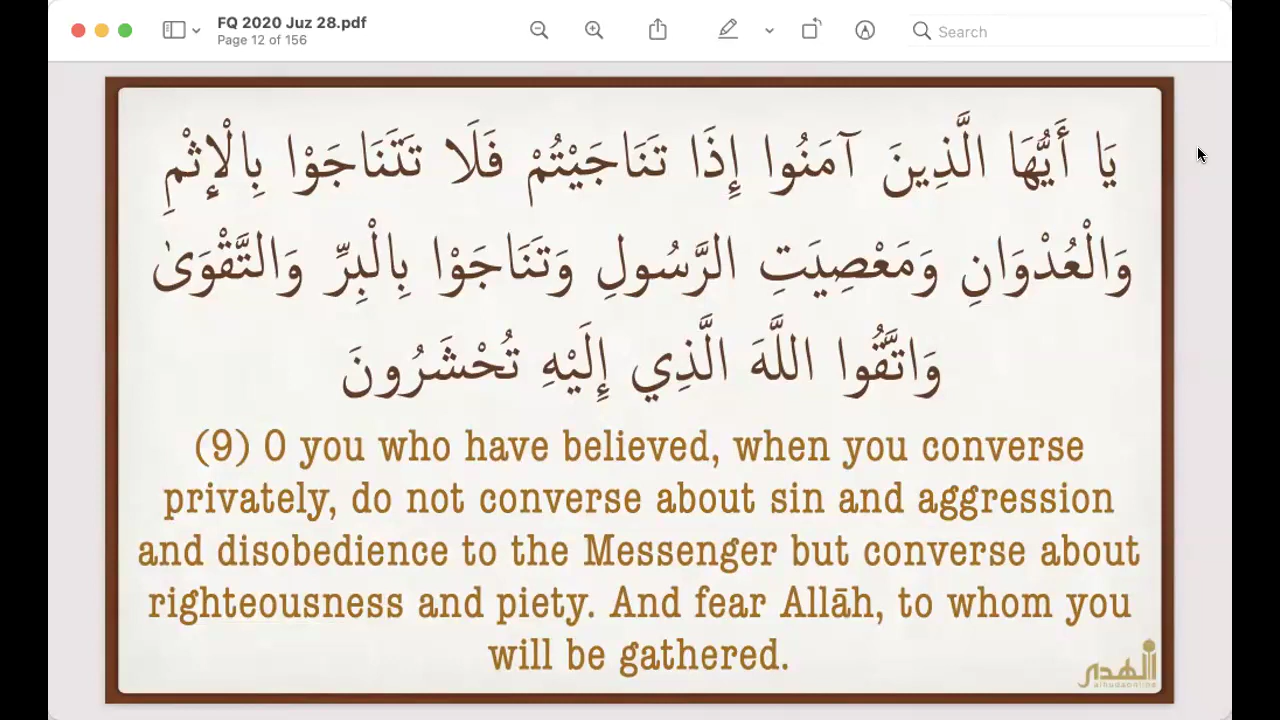 FQ 2020 Juz 28.pdf
Page 12 of 156
Search
يَا أَيُّهَا الَّذِينَ آمَنُوا إِذَا تَنَاجَيْتُمْ فَلَا تَتَنَاجَوْا بِالْإِثْمِ
وَالْعُدْوَانِ وَمَعْصِيَتِ الرَّسُولِ وَتَنَاجَوْا بِالْبِرِّ وَالتَّقْوَىٰ
وَاتَّقُوا اللَّهَ الَّذِي إِلَيْهِ تُحْشَرُونَ
(9) O you who have believed, when you converse
privately, do not converse about sin and aggression
and disobedience to the Messenger but converse about
righteousness and piety. And fear Allāh, to whom you
will be gathered.
الهدى
alhudaonline